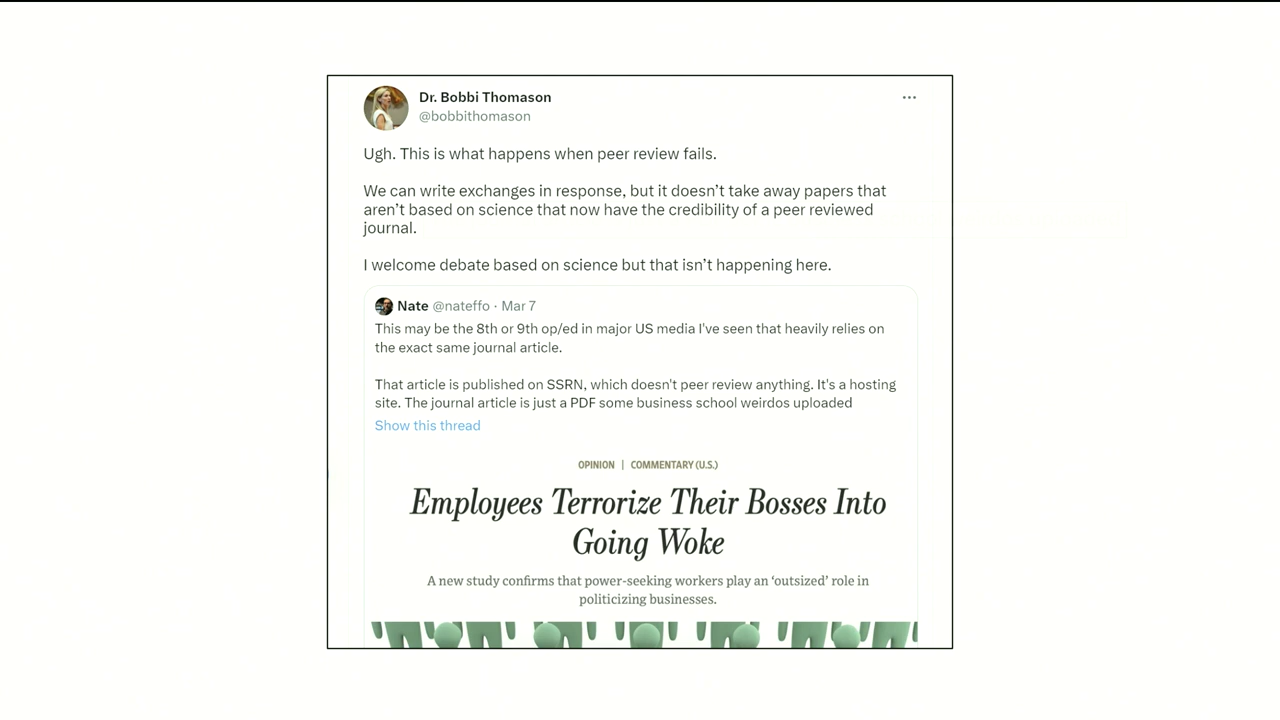 Dr. Bobbi Thomason
@bobbithomason
Ugh. This is what happens when peer review fails.
We can write exchanges in response, but it doesn’t take away papers that
aren’t based on science that now have the credibility of a peer reviewed
journal.
I welcome debate based on science but that isn’t happening here.
Nate @nateffo · Mar 7
This may be the 8th or 9th op/ed in major US media I've seen that heavily relies on
the exact same journal article.
That article is published on SSRN, which doesn't peer review anything. It's a hosting
site. The journal article is just a PDF some business school weirdos uploaded
Show this thread
OPINION | COMMENTARY (U.S.)
Employees Terrorize Their Bosses Into
Going Woke
A new study confirms that power-seeking workers play an ‘outsized’ role in
politicizing businesses.